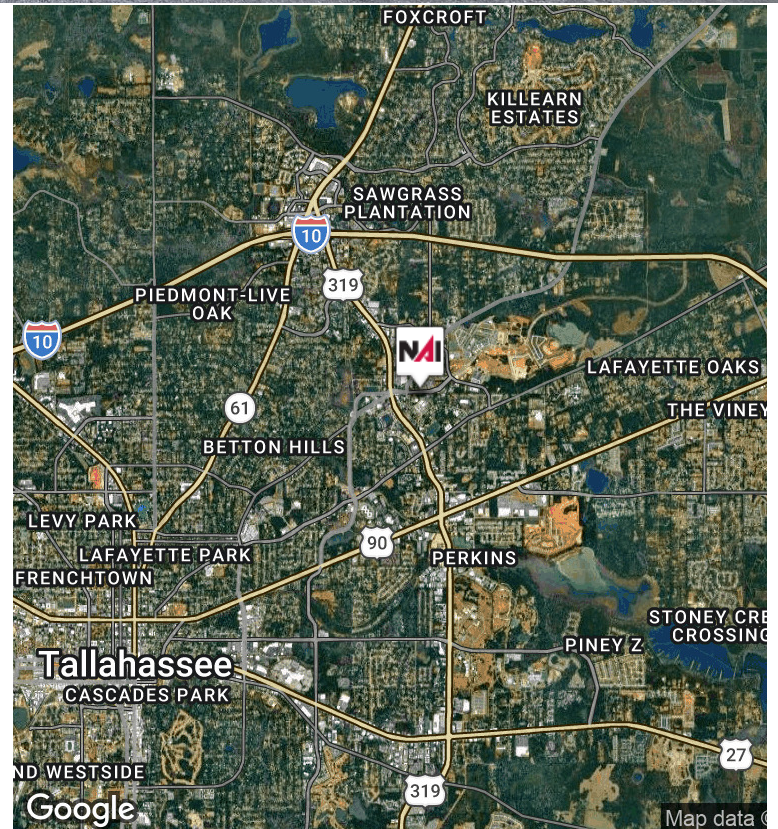 FOXCROFT
KILLEARN
ESTATES
SAWGRASS
PLANTATION
10
319
PIEDMONT-LIVE
OAK
10
NAI
LAFAYETTE OAKS
61
THE VINEY
BETTON HILLS
LEVY PARK
90
LAFAYETTE PARK
PERKINS
FRENCHTOWN
STONEY CRE
CROSSING
PINEY Z
Tallahassee
CASCADES PARK
27
ND WESTSIDE
319
Google
Map data ©